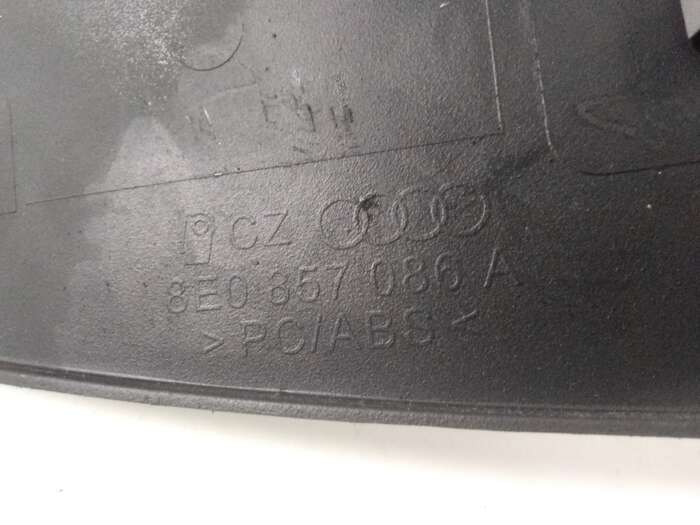 CZ
8E0 857 086 A
> PC/ABS <